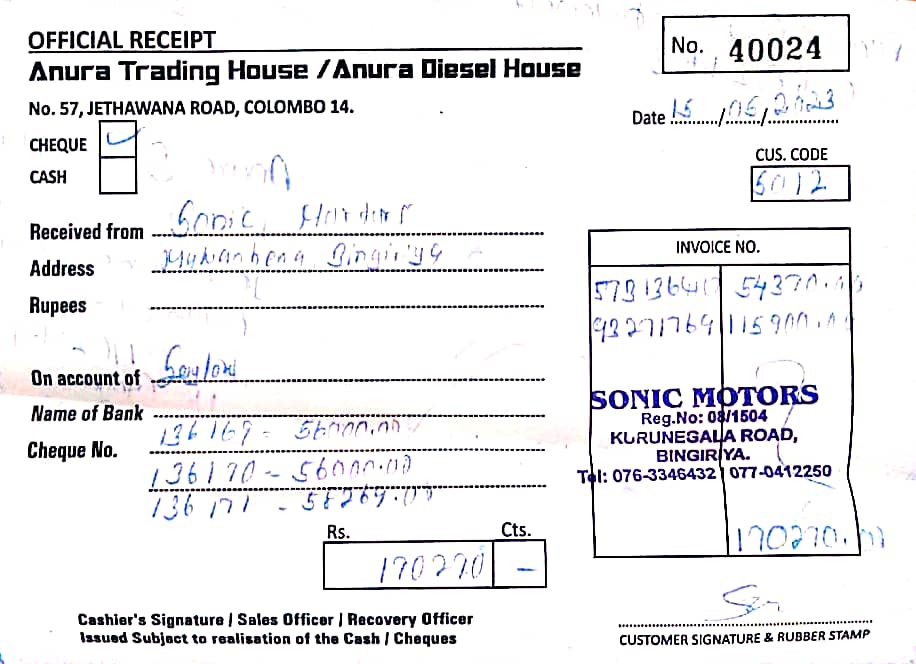 OFFICIAL RECEIPT
No. 40024
Anura Trading House / Anura Diesel House
No. 57, JETHAWANA ROAD, COLOMBO 14.
Date 15/05/2023
CHEQUE ✓
CASH
CUS. CODE
5012
Received from Sonic
Address Bingiriya
Rupees
INVOICE NO.
54370.00
115900.00
On account of Seylon
Name of Bank
Cheque No. 136169 - 56000.00
136170 - 56000.00
136171 -
SONIC MOTORS
Reg.No: 08/1504
KURUNEGALA ROAD,
BINGIRIYA.
Tel: 076-3346432 077-0412250
170270.00
Rs. Cts.
170270 –
Cashier's Signature / Sales Officer / Recovery Officer
Issued Subject to realisation of the Cash / Cheques
CUSTOMER SIGNATURE & RUBBER STAMP